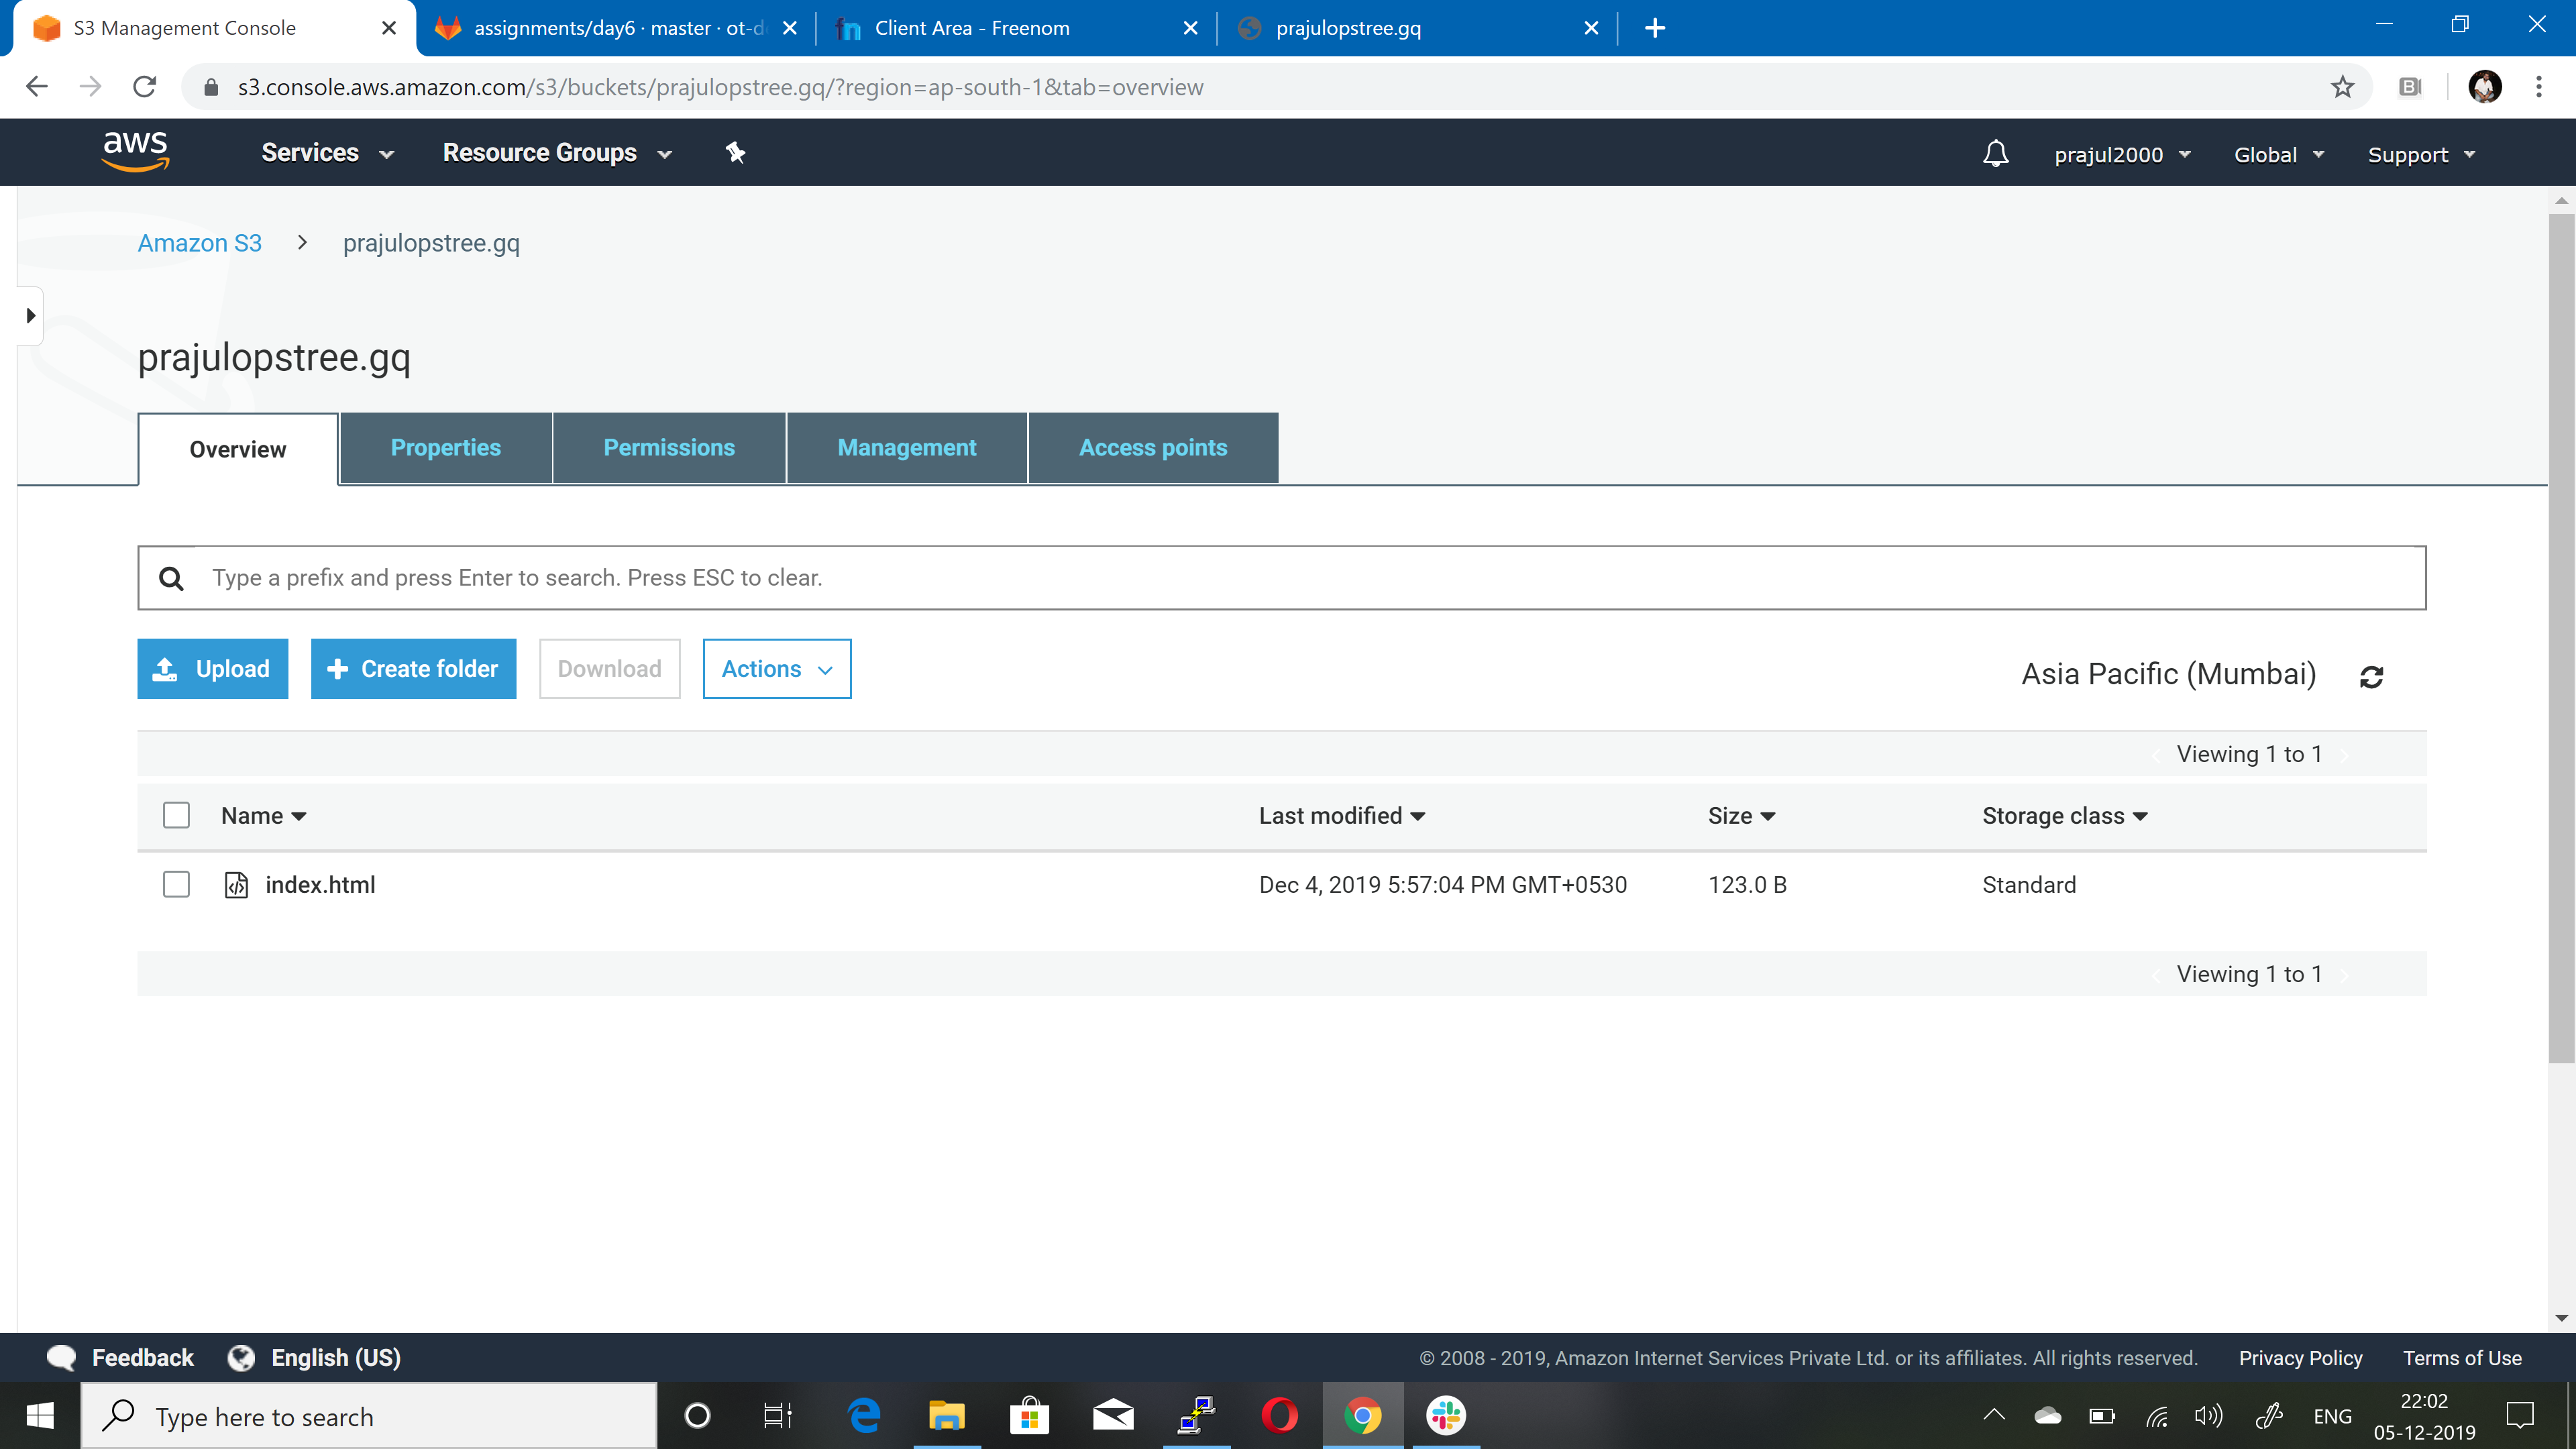 S3 Management Console
assignments/day6 · master · ot-d
Client Area - Freenom
prajulopstree.gq
s3.console.aws.amazon.com/s3/buckets/prajulopstree.gq/?region=ap-south-1&tab=overview
aws
Services
Resource Groups
prajul2000
Global
Support
Amazon S3
prajulopstree.gq
prajulopstree.gq
Overview
Properties
Permissions
Management
Access points
Type a prefix and press Enter to search. Press ESC to clear.
Upload
Create folder
Download
Actions
Asia Pacific (Mumbai)
Viewing 1 to 1
Name
Last modified
Size
Storage class
index.html
Dec 4, 2019 5:57:04 PM GMT+0530
123.0 B
Standard
Viewing 1 to 1
Feedback
English (US)
© 2008 - 2019, Amazon Internet Services Private Ltd. or its affiliates. All rights reserved.
Privacy Policy
Terms of Use
Type here to search
ENG
22:02
05-12-2019